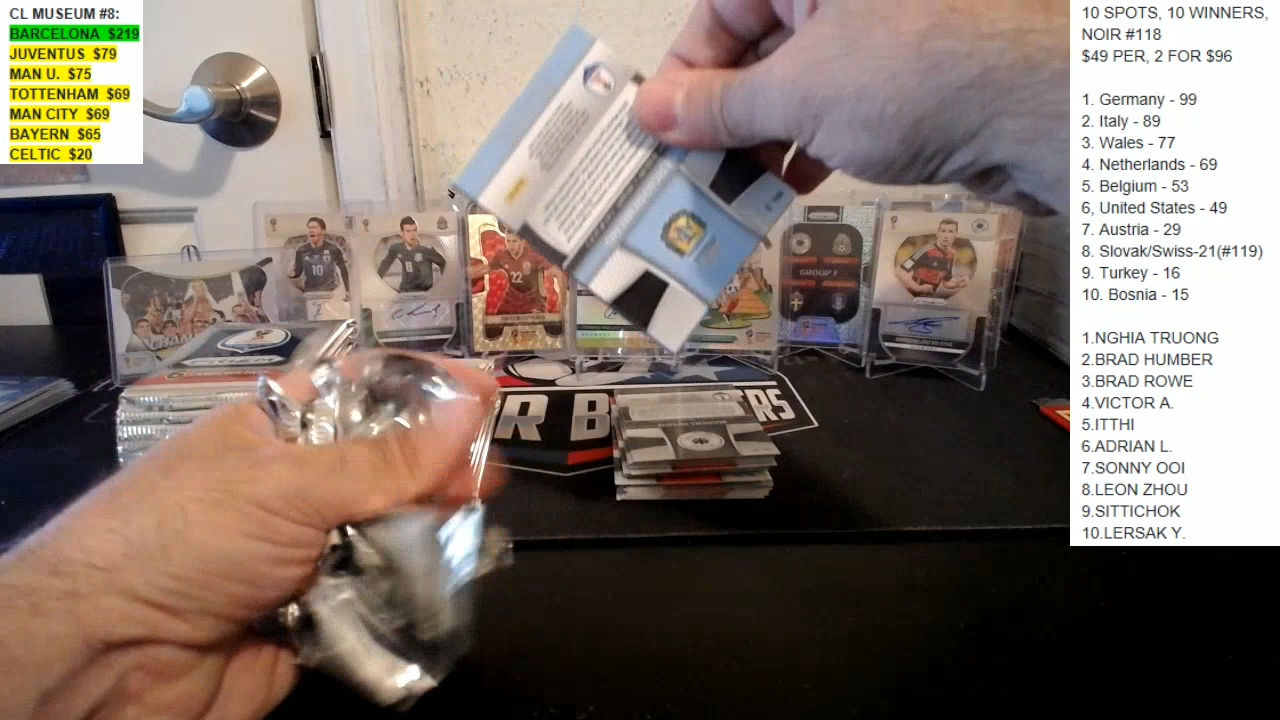 CL MUSEUM #8:
BARCELONA $219
JUVENTUS $79
MAN U. $75
TOTTENHAM $69
MAN CITY $69
BAYERN $65
CELTIC $20
10 SPOTS, 10 WINNERS,
NOIR #118
$49 PER, 2 FOR $96
1. Germany - 99
2. Italy - 89
3. Wales - 77
4. Netherlands - 69
5. Belgium - 53
6, United States - 49
7. Austria - 29
8. Slovak/Swiss-21(#119)
9. Turkey - 16
10. Bosnia - 15
1.NGHIA TRUONG
2.BRAD HUMBER
3.BRAD ROWE
4.VICTOR A.
5.ITTHI
6.ADRIAN L.
7.SONNY OOI
8.LEON ZHOU
9.SITTICHOK
10.LERSAK Y.
10
8
22
GROUP F
R B
RS